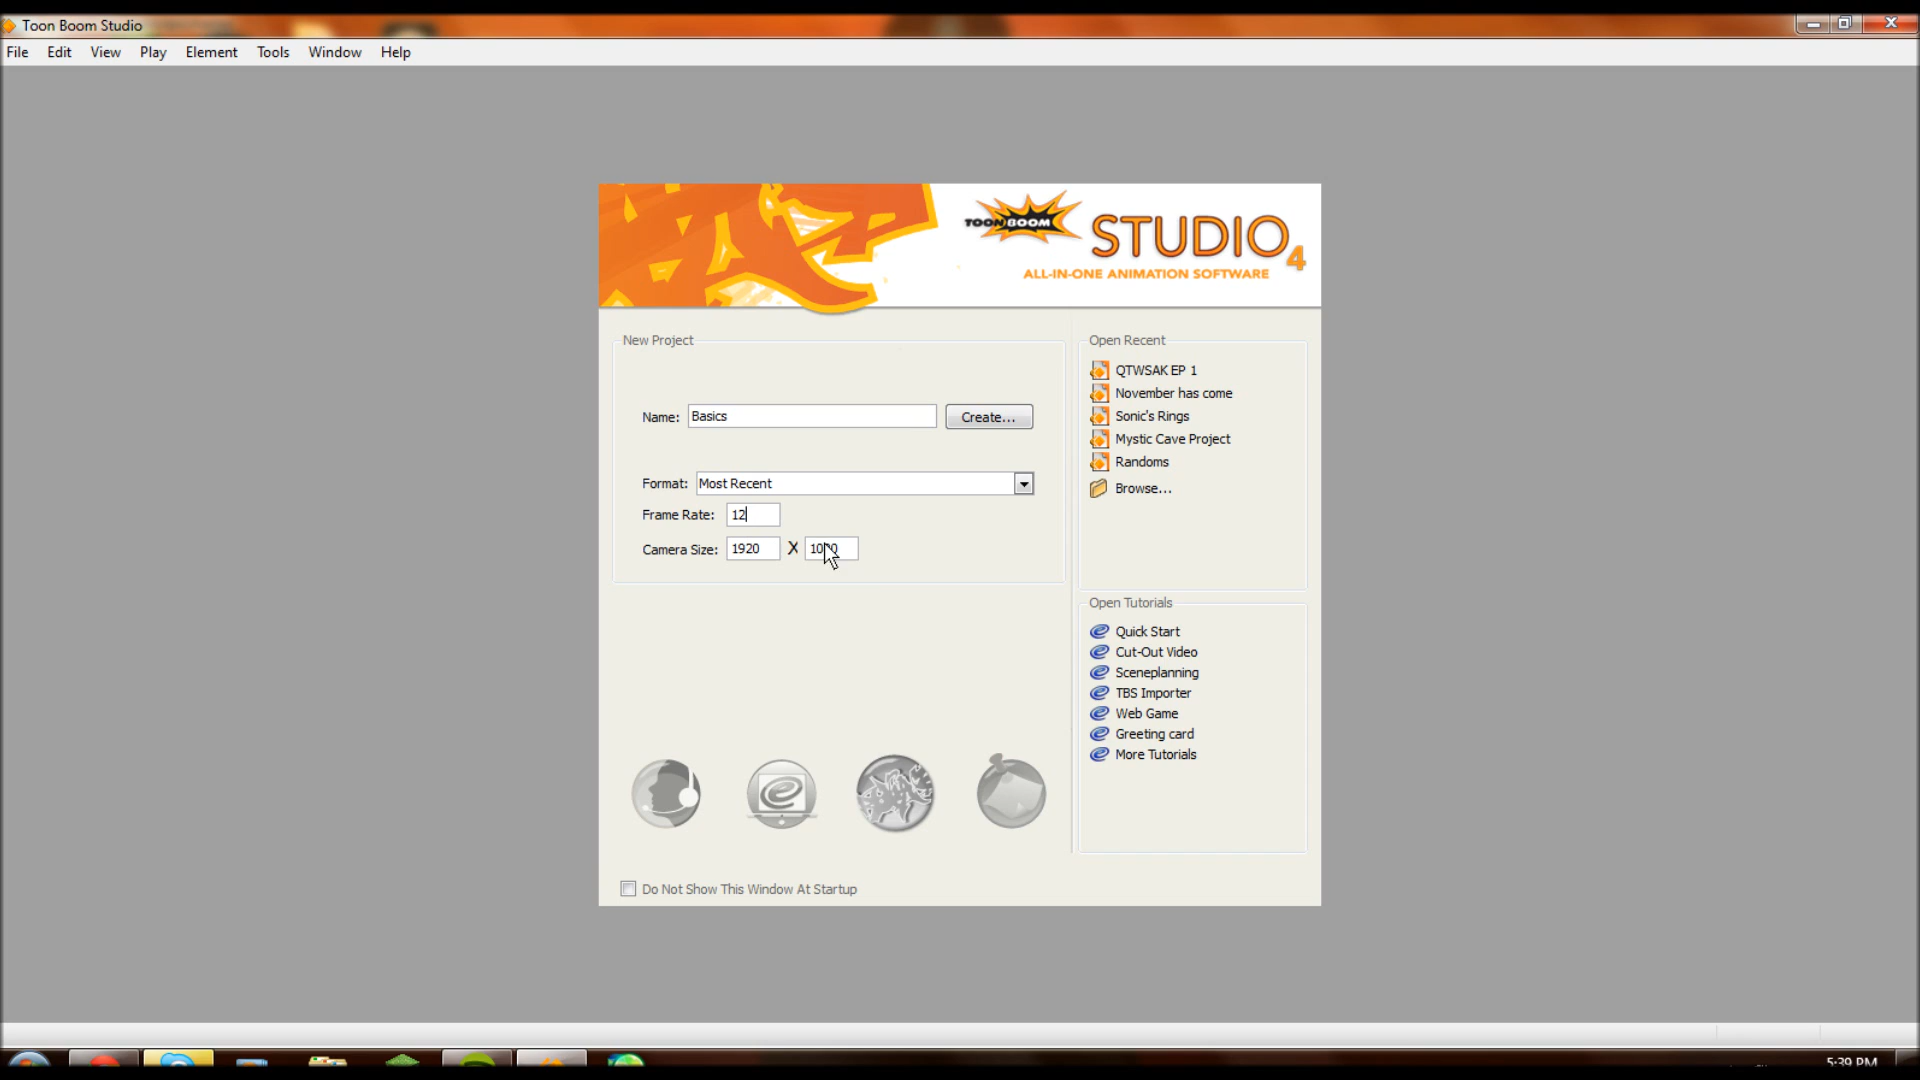 Toon Boom Studio
File Edit View Play Element Tools Window Help
TOON BOOM STUDIO 4
ALL-IN-ONE ANIMATION SOFTWARE
New Project
Name: Basics Create...
Format: Most Recent
Frame Rate: 12
Camera Size: 1920 X
Open Recent
QTWSAK EP 1
November has come
Sonic's Rings
Mystic Cave Project
Randoms
Browse...
Open Tutorials
Quick Start
Cut-Out Video
Sceneplanning
TBS Importer
Web Game
Greeting card
More Tutorials
Do Not Show This Window At Startup
5:39 PM